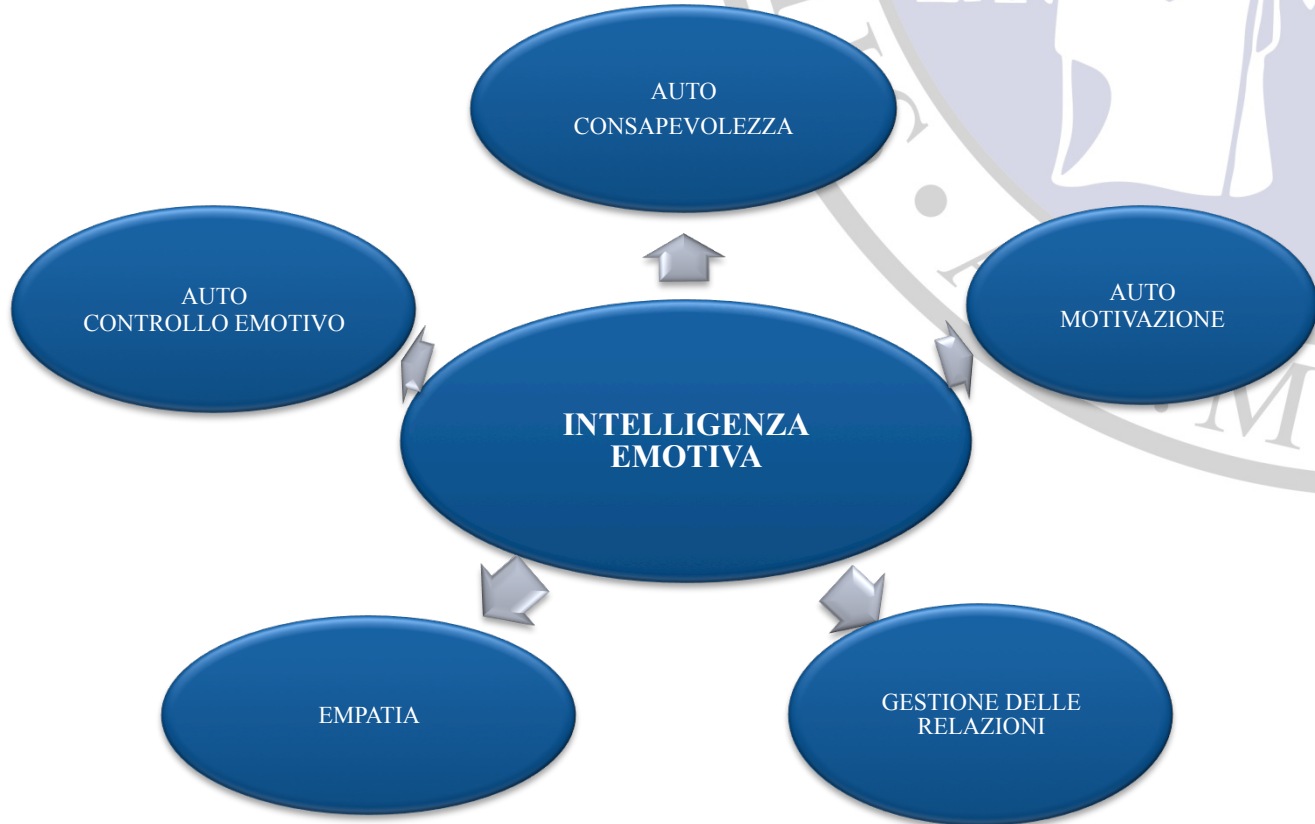 AUTO
CONSAPEVOLEZZA
AUTO
CONTROLLO EMOTIVO
AUTO
MOTIVAZIONE
INTELLIGENZA
EMOTIVA
EMPATIA
GESTIONE DELLE
RELAZIONI